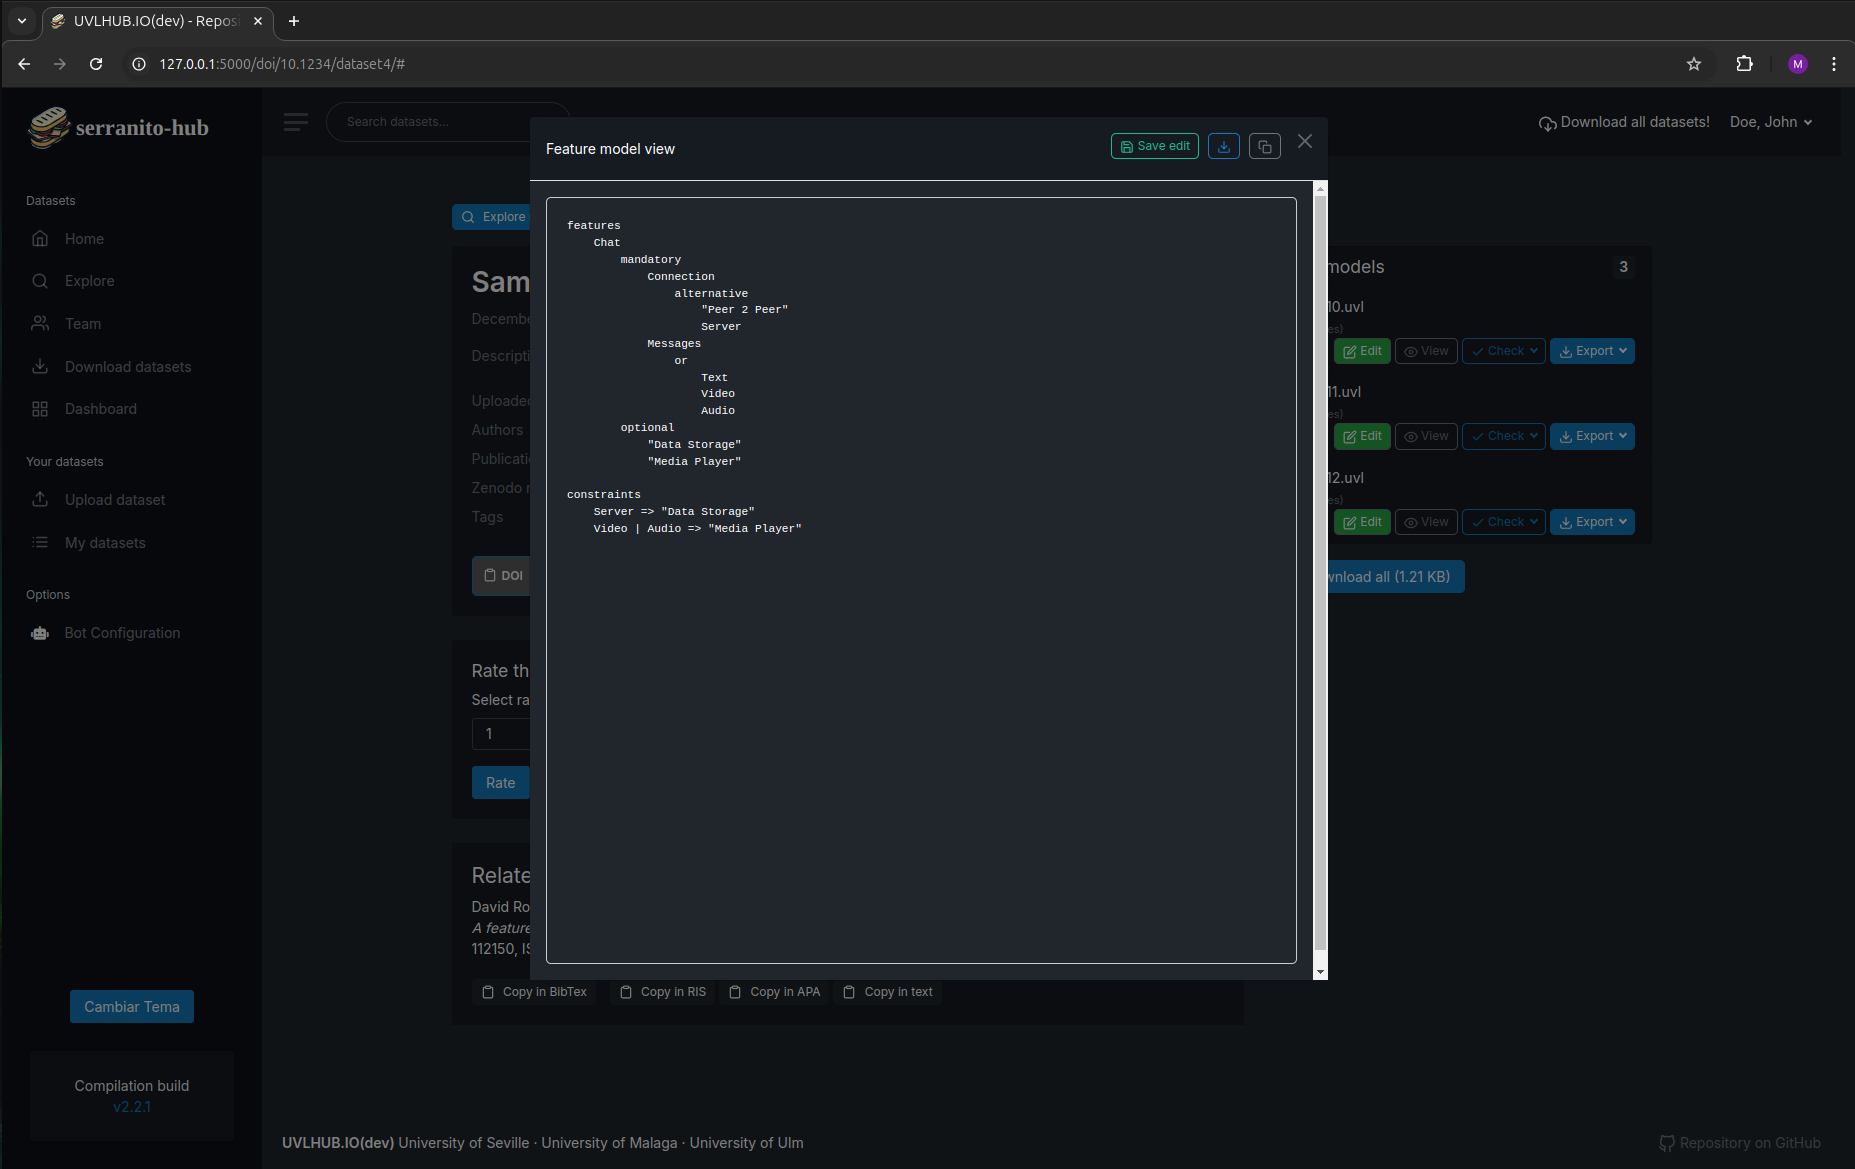 UVLHUB.IO(dev) - Reposi
127.0.0.1:5000/doi/10.1234/dataset4/#
M
serranito-hub
Search datasets...
Download all datasets!
Doe, John
Datasets
Home
Explore
Team
Download datasets
Dashboard
Your datasets
Upload dataset
My datasets
Options
Bot Configuration
Cambiar Tema
Compilation build
v2.2.1
Feature model view
Save edit
features
    Chat
        mandatory
            Connection
                alternative
                    "Peer 2 Peer"
                    Server
            Messages
                or
                    Text
                    Video
                    Audio
        optional
            "Data Storage"
            "Media Player"
constraints
    Server => "Data Storage"
    Video | Audio => "Media Player"
Explore
Sam
Decembe
Descripti
Uploaded
Authors
Publicati
Zenodo r
Tags
DOI
Rate th
Select ra
1
Rate
Relate
David Ro
A feature
112150, IS
Copy in BibTex
Copy in RIS
Copy in APA
Copy in text
models
3
10.uvl
es)
Edit
View
Check
Export
11.uvl
es)
Edit
View
Check
Export
12.uvl
es)
Edit
View
Check
Export
wnload all (1.21 KB)
UVLHUB.IO(dev) University of Seville · University of Malaga · University of Ulm
Repository on GitHub